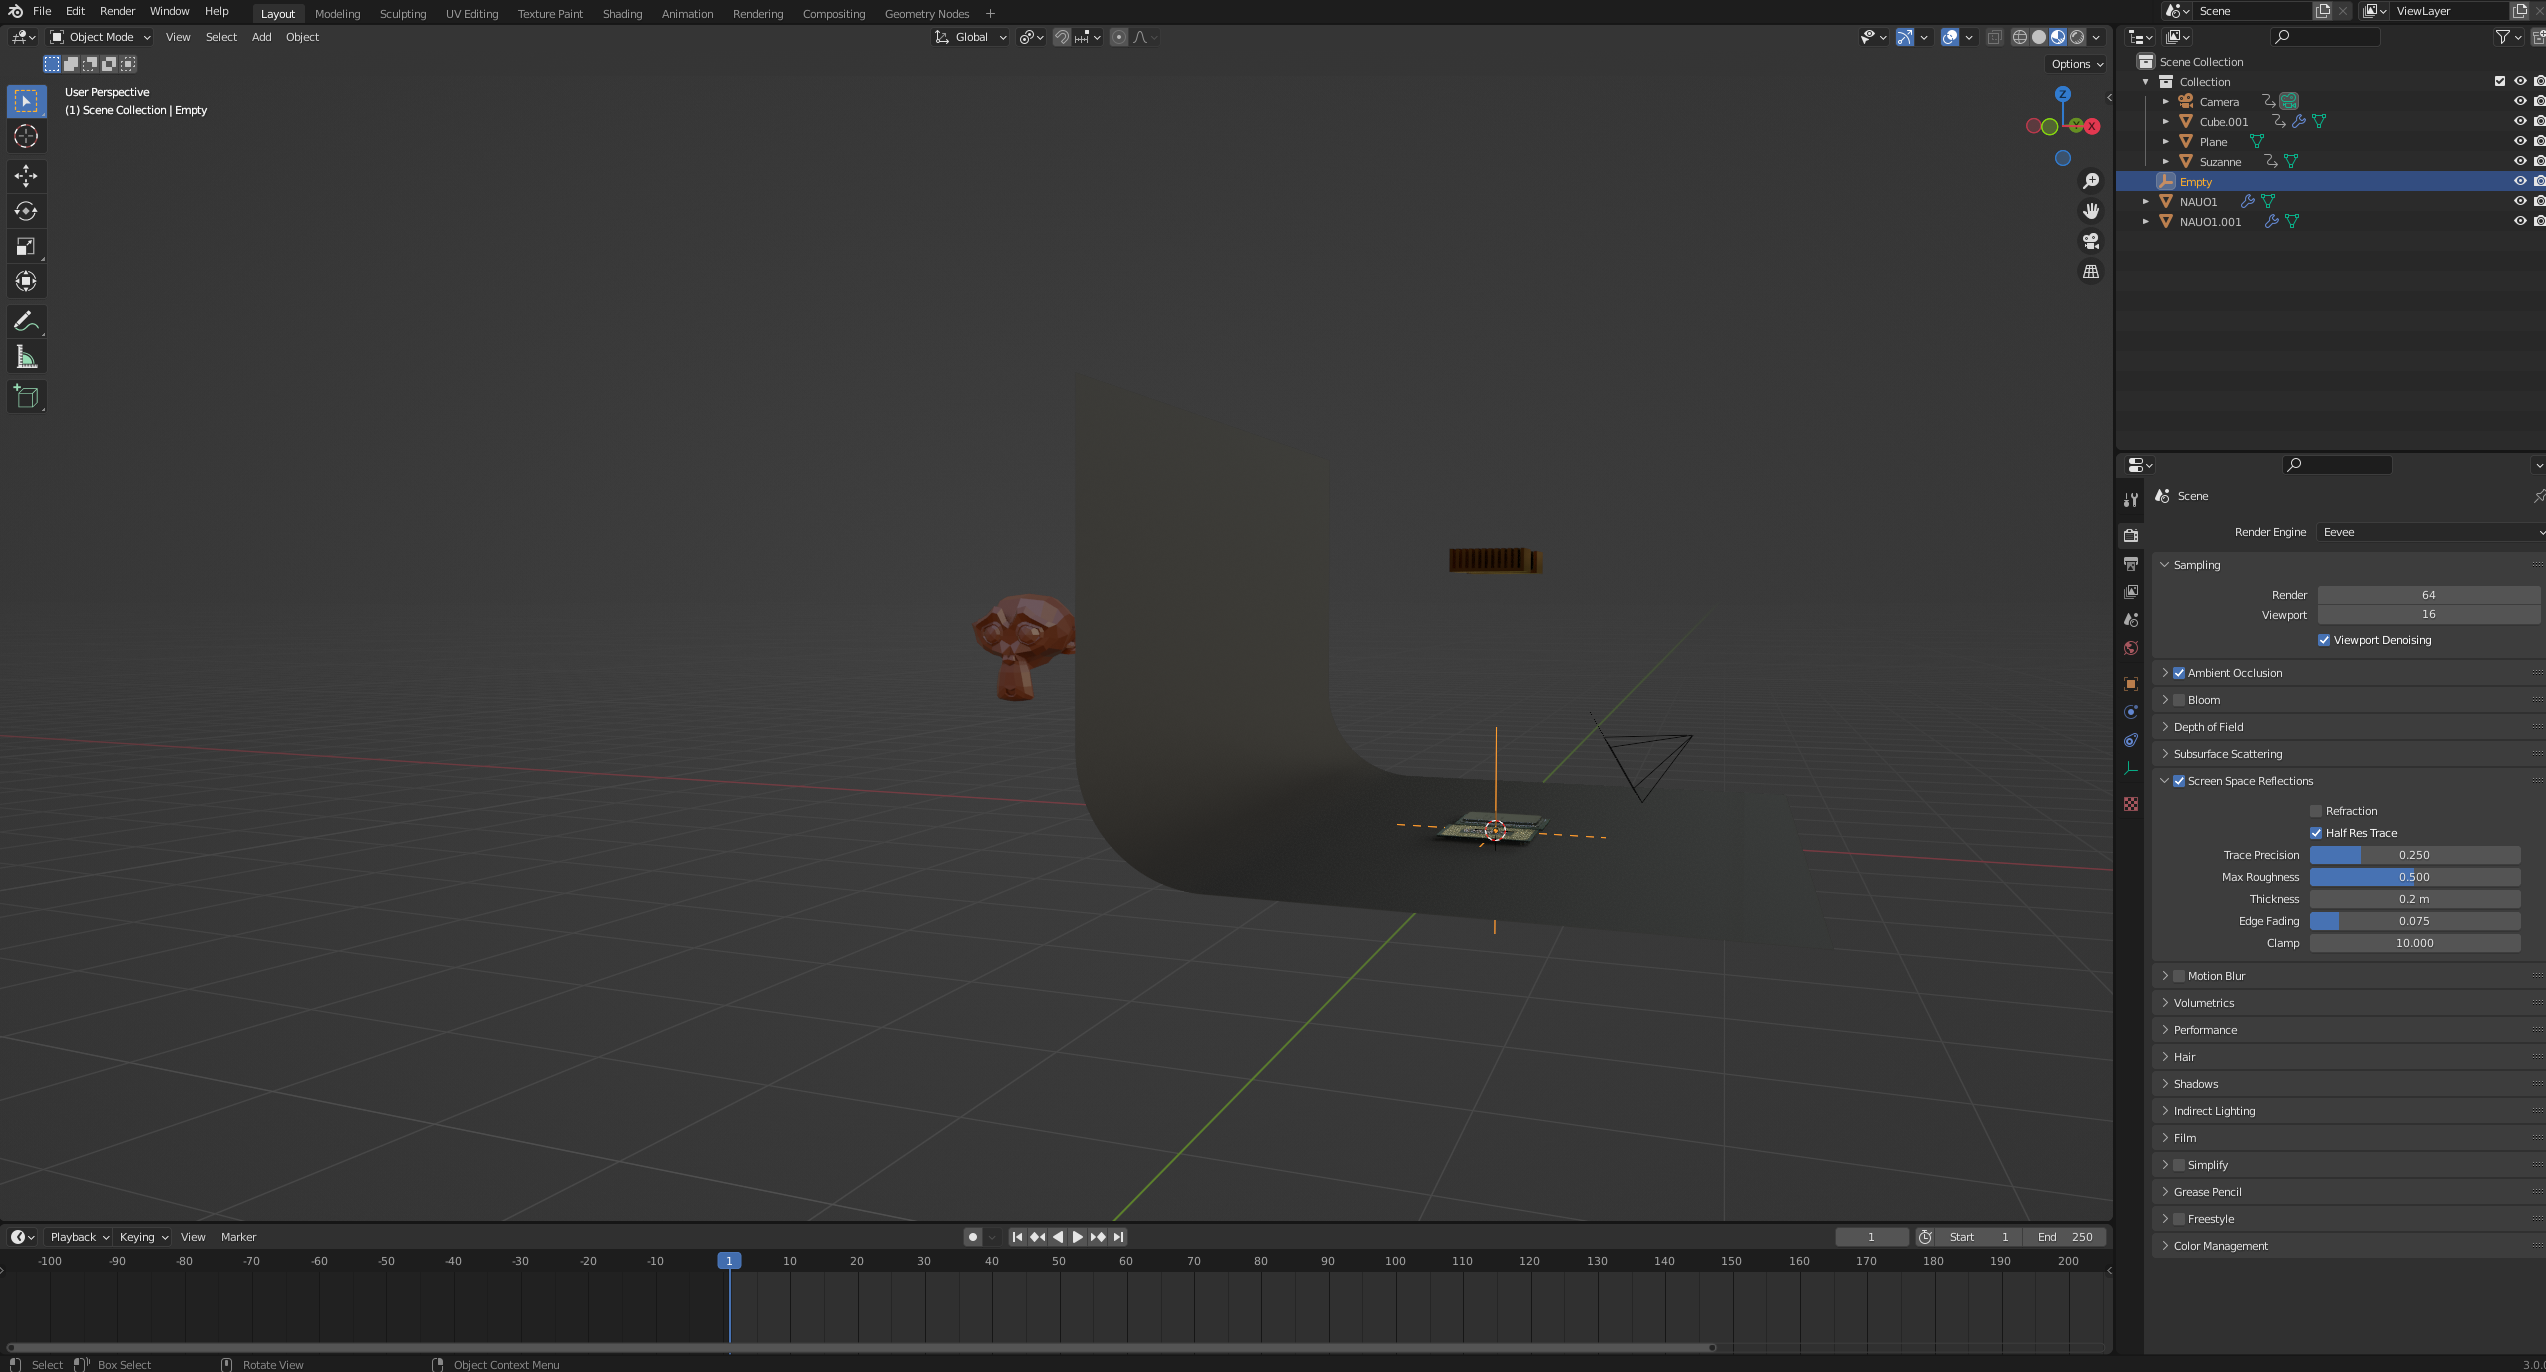 File Edit Render Window Help Layout Modeling Sculpting UV Editing Texture Paint Shading Animation Rendering Compositing Geometry Nodes + Scene ViewLayer
Object Mode View Select Add Object Global
Options
User Perspective
(1) Scene Collection | Empty
Z
Y
X
Scene Collection
Collection
Camera
Cube.001
Plane
Suzanne
Empty
NAUO1
NAUO1.001
Scene
Render Engine Eevee
Sampling
Render 64
Viewport 16
Viewport Denoising
Ambient Occlusion
Bloom
Depth of Field
Subsurface Scattering
Screen Space Reflections
Refraction
Half Res Trace
Trace Precision 0.250
Max Roughness 0.500
Thickness 0.2 m
Edge Fading 0.075
Clamp 10.000
Motion Blur
Volumetrics
Performance
Hair
Shadows
Indirect Lighting
Film
Simplify
Grease Pencil
Freestyle
Color Management
Playback Keying View Marker 1 Start 1 End 250
-100 -90 -80 -70 -60 -50 -40 -30 -20 -10 1 10 20 30 40 50 60 70 80 90 100 110 120 130 140 150 160 170 180 190 200
Select Box Select Rotate View Object Context Menu